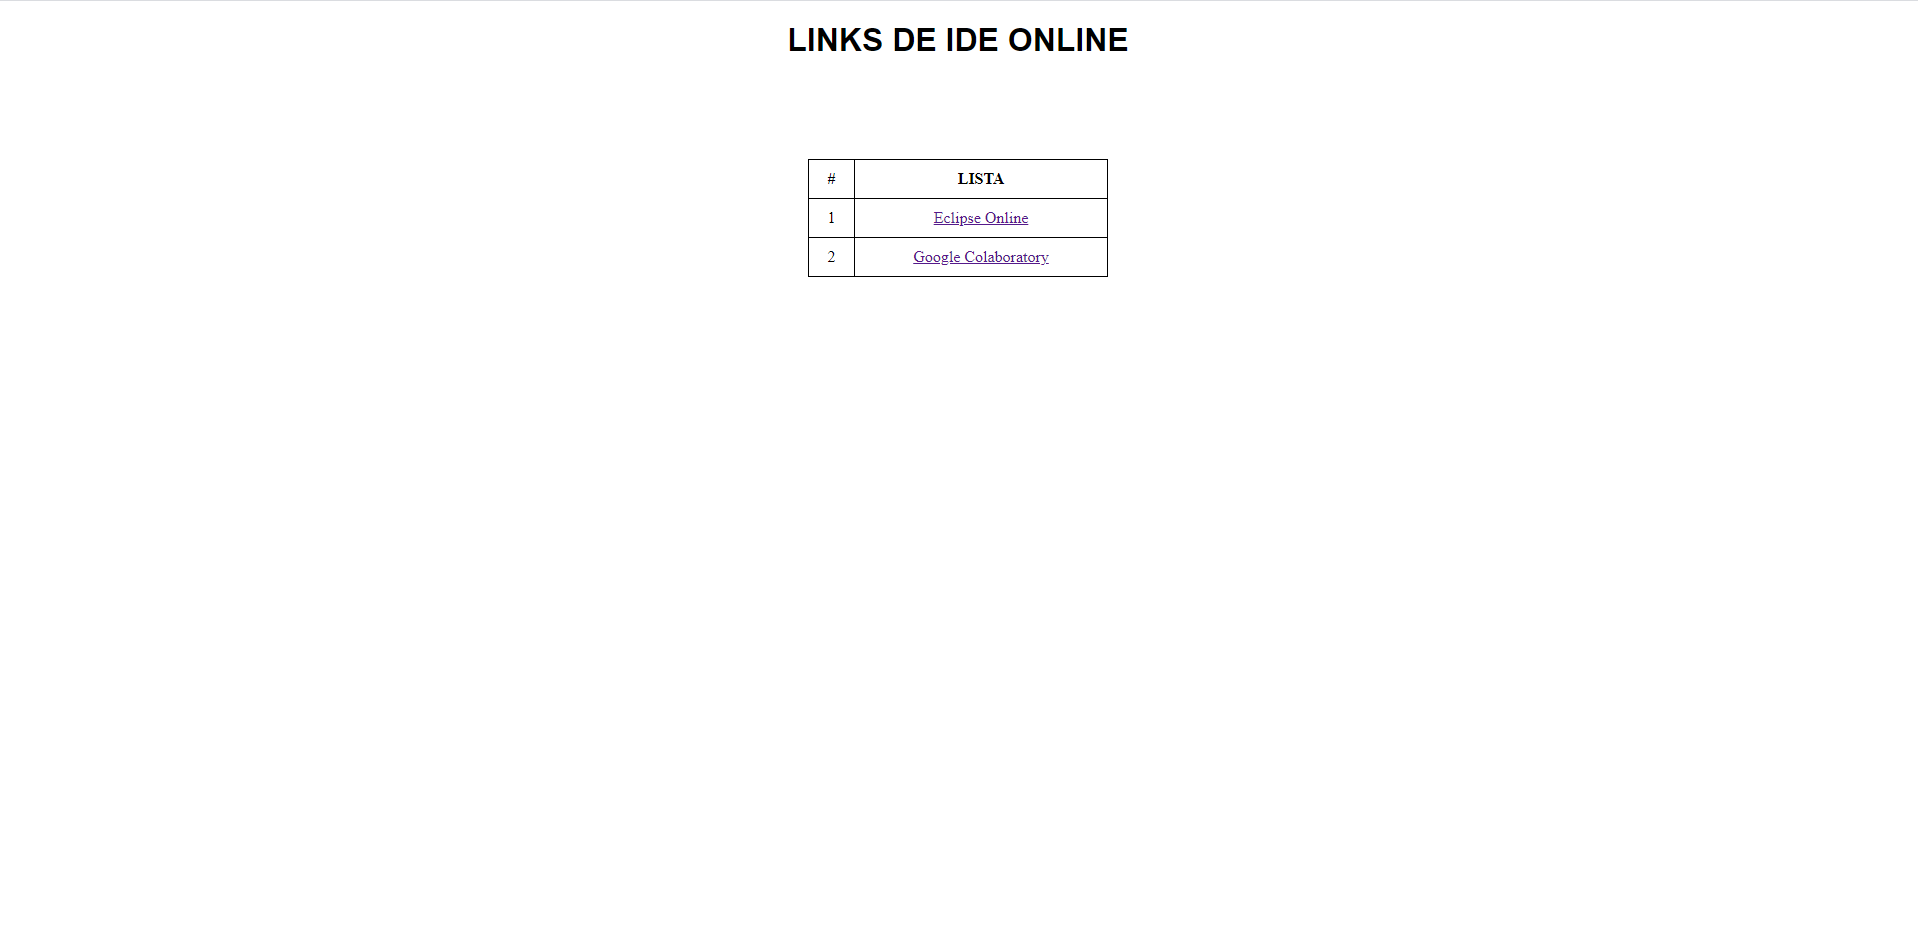 LINKS DE IDE ONLINE
# LISTA
1 Eclipse Online
2 Google Colaboratory